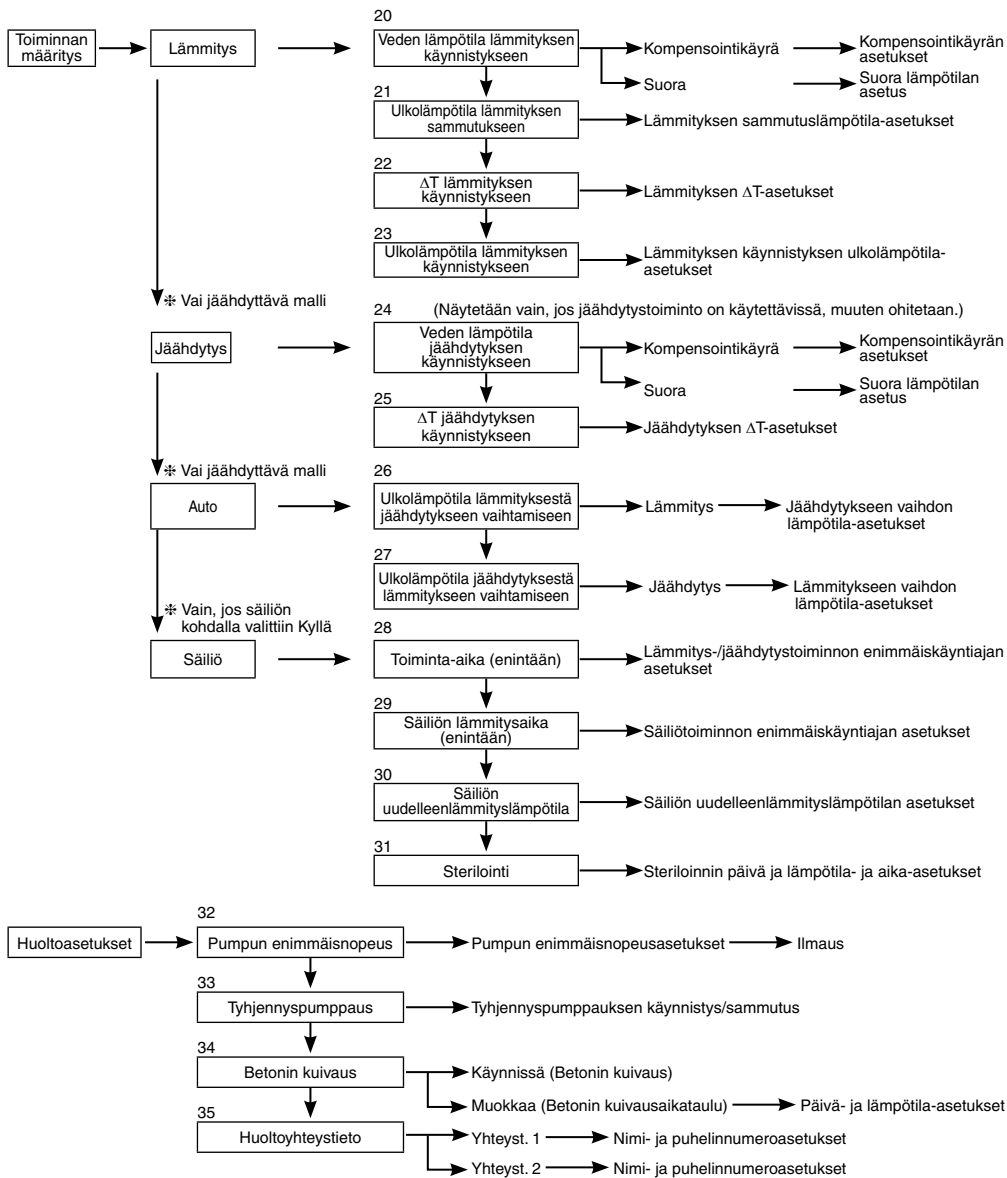 20
Toiminnan
määritys
Lämmitys
Veden lämpötila lämmityksen
käynnistykseen
Kompensointikäyrä
Kompensointikäyrän
asetukset
Suora
Suora lämpötilan
asetus
21
Ulkolämpötila lämmityksen
sammutukseen
Lämmityksen sammutuslämpötila-asetukset
22
ΔT lämmityksen
käynnistykseen
Lämmityksen ΔT-asetukset
23
Ulkolämpötila lämmityksen
käynnistykseen
Lämmityksen käynnistyksen ulkolämpötila-
asetukset
❉ Vai jäähdyttävä malli
24
(Näytetään vain, jos jäähdytystoiminto on käytettävissä, muuten ohitetaan.)
Jäähdytys
Veden lämpötila
jäähdytyksen
käynnistykseen
Kompensointikäyrä
Kompensointikäyrän
asetukset
Suora
Suora lämpötilan
asetus
25
ΔT jäähdytyksen
käynnistykseen
Jäähdytyksen ΔT-asetukset
❉ Vai jäähdyttävä malli
26
Auto
Ulkolämpötila lämmityksestä
jäähdytykseen vaihtamiseen
Lämmitys
Jäähdytykseen vaihdon
lämpötila-asetukset
27
Ulkolämpötila jäähdytyksestä
lämmitykseen vaihtamiseen
Jäähdytys
Lämmitykseen vaihdon
lämpötila-asetukset
❉ Vain, jos säiliön
kohdalla valittiin Kyllä
28
Säiliö
Toiminta-aika (enintään)
Lämmitys-/jäähdytystoiminnon enimmäiskäyntiajan
asetukset
29
Säiliön lämmitysaika
(enintään)
Säiliötoiminnon enimmäiskäyntiajan asetukset
30
Säiliön
uudelleenlämmityslämpötila
Säiliön uudelleenlämmityslämpötilan asetukset
31
Sterilointi
Steriloinnin päivä ja lämpötila- ja aika-asetukset
32
Huoltoasetukset
Pumpun enimmäisnopeus
Pumpun enimmäisnopeusasetukset
Ilmaus
33
Tyhjennyspumppaus
Tyhjennyspumppauksen käynnistys/sammutus
34
Betonin kuivaus
Käynnissä (Betonin kuivaus)
Muokkaa (Betonin kuivausaikataulu)
Päivä- ja lämpötila-asetukset
35
Huoltoyhteystieto
Yhteyst. 1
Nimi- ja puhelinnumeroasetukset
Yhteyst. 2
Nimi- ja puhelinnumeroasetukset